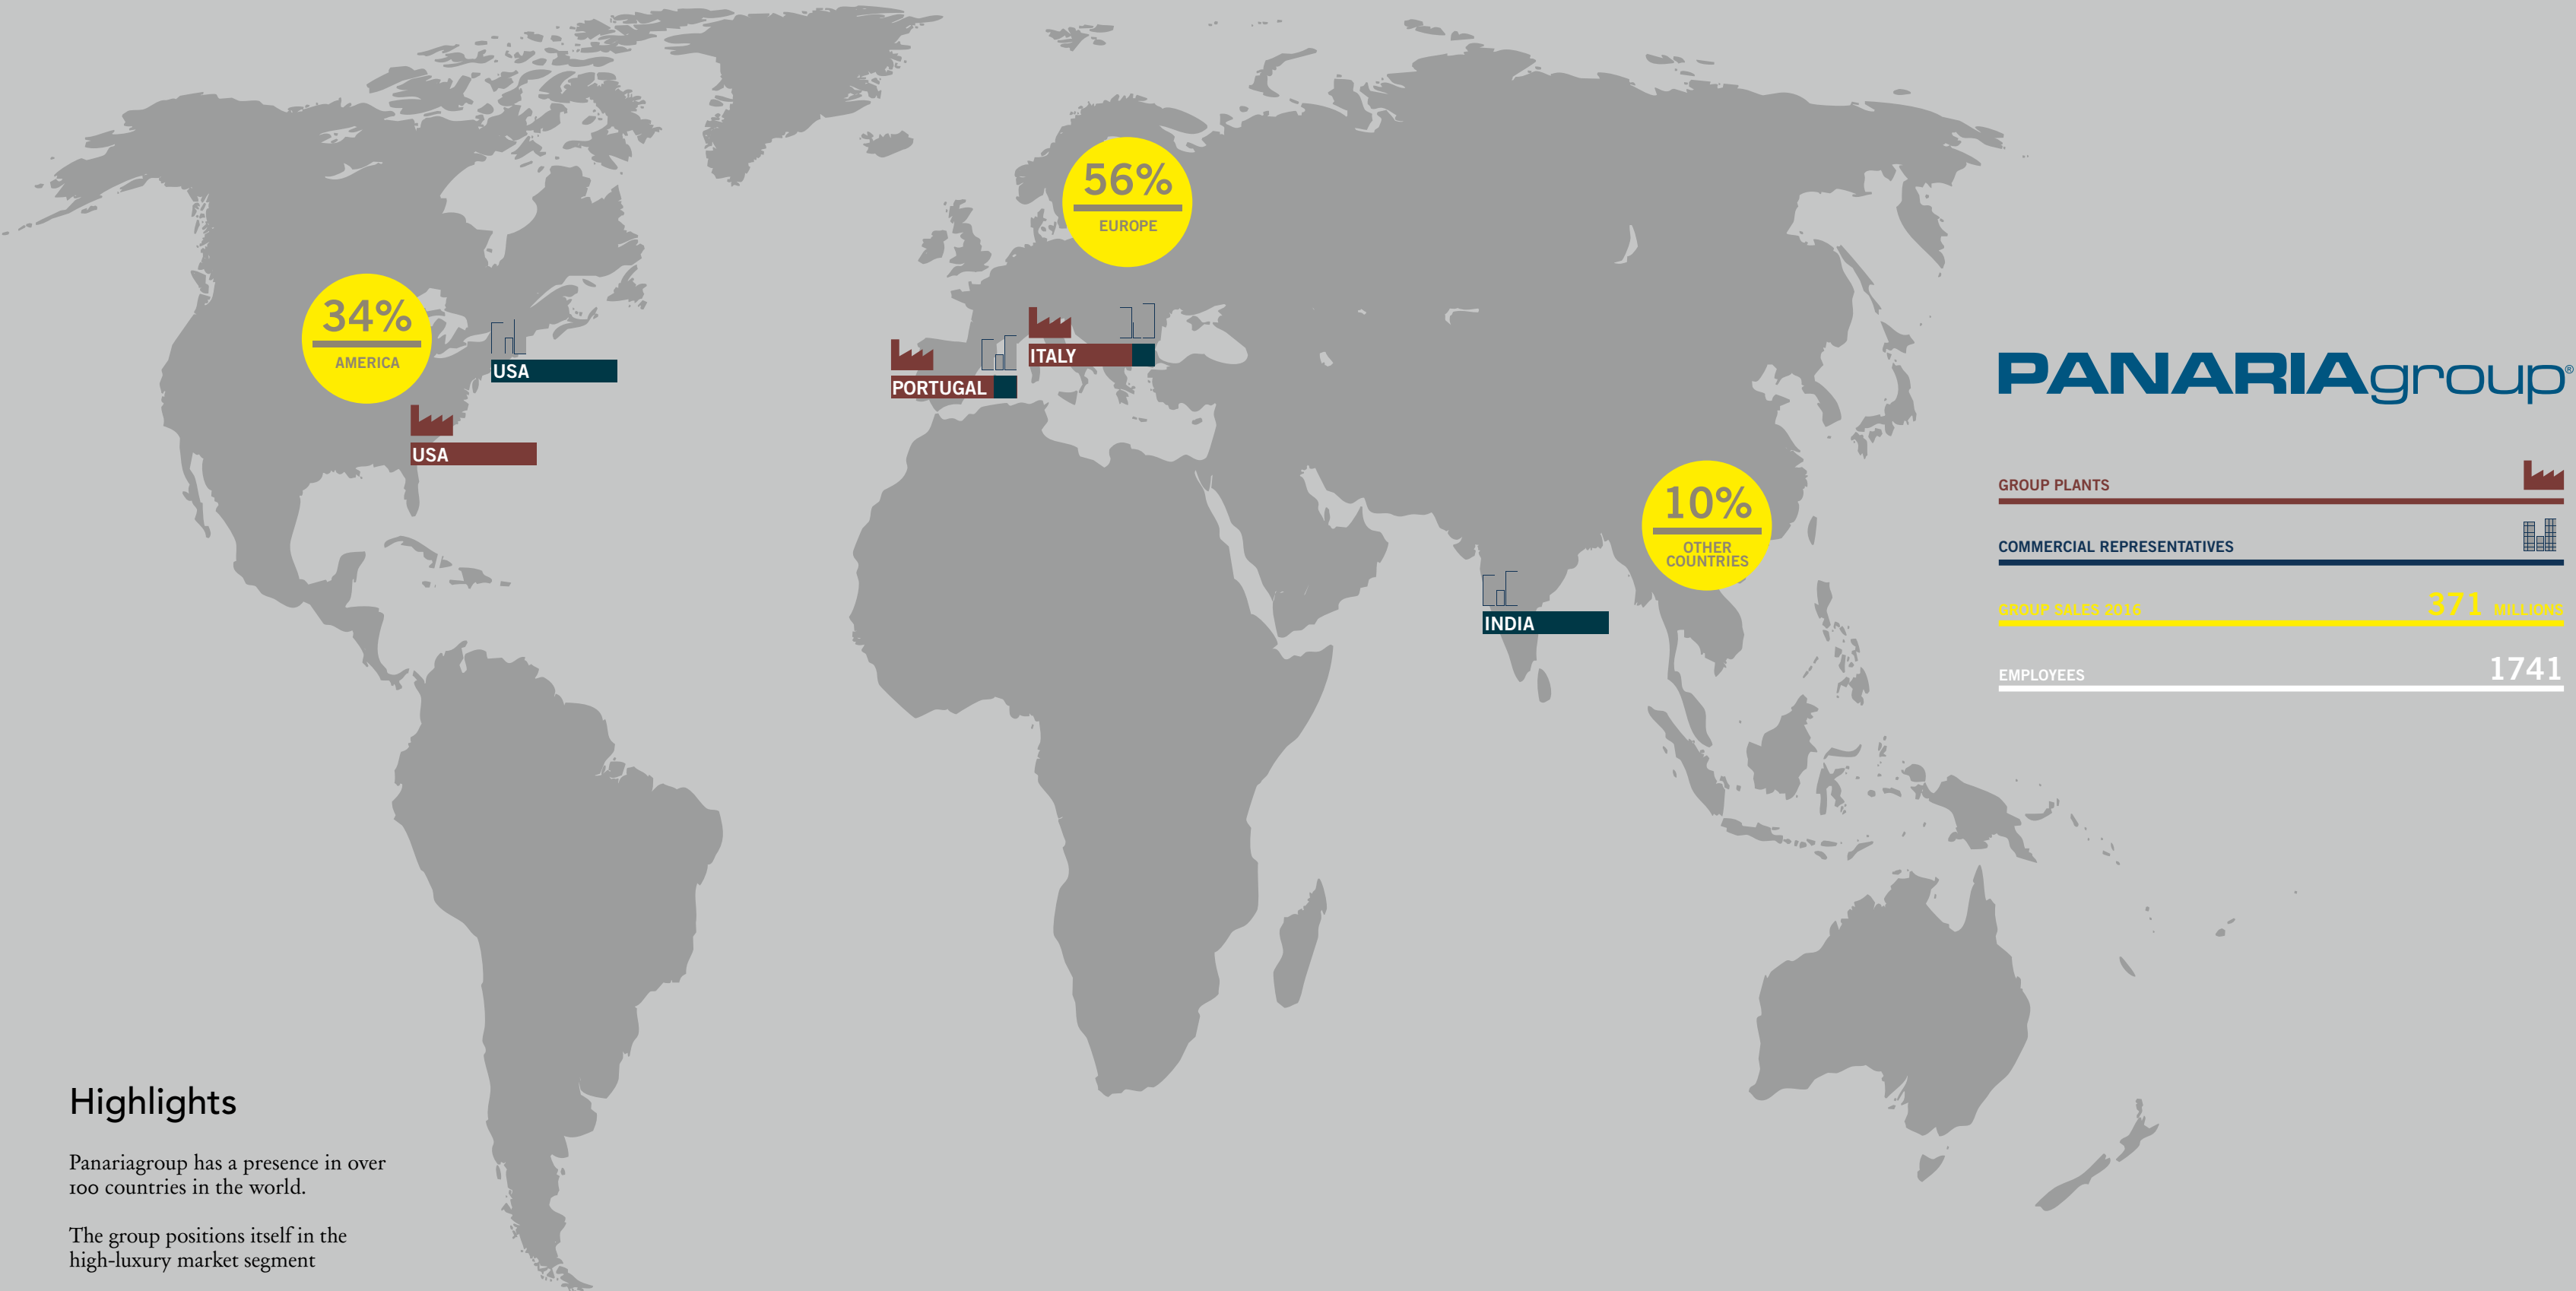 56%
EUROPE
34%
AMERICA
USA
USA
ITALY
PORTUGAL
10%
OTHER
COUNTRIES
INDIA
PANARIAgroup®
GROUP PLANTS
COMMERCIAL REPRESENTATIVES
GROUP SALES 2016 371 MILLIONS
EMPLOYEES 1741
Highlights
Panariagroup has a presence in over
100 countries in the world.
The group positions itself in the
high-luxury market segment